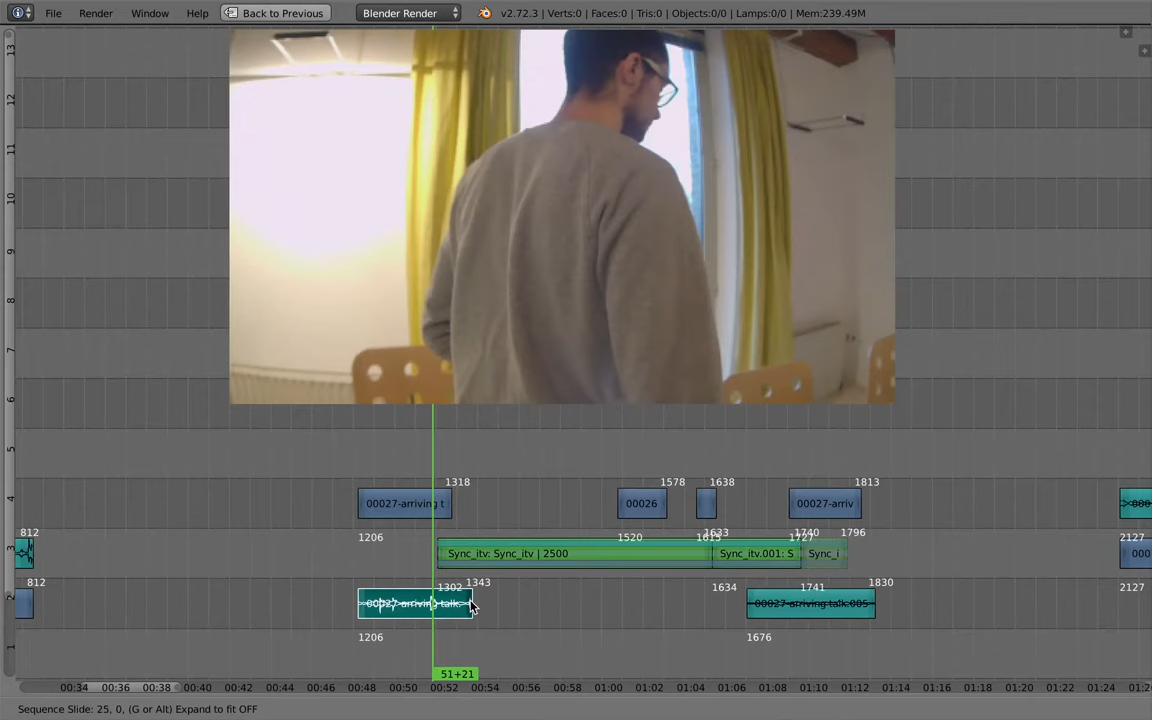 File Render Window Help Back to Previous Blender Render v2.72.3 | Verts:0 | Faces:0 | Tris:0 | Objects:0/0 | Lamps:0/0 | Mem:239.49M
13
12
11
10
9
8
7
6
5
4
3
2
1
1318 1578 1638 1813
00027-arriving t 00026 00027-arriv
812 1206 1520 1633 1740 1796 2127
1615 1727
Sync_itv: Sync_itv | 2500 Sync_itv.001: S Sync_i 000
812 1302 1343 1634 1741 1830 2127
00027-arriving talk. 00027-arriving talk.005
1206 1676
51+21
00:34 00:36 00:38 00:40 00:42 00:44 00:46 00:48 00:50 00:52 00:54 00:56 00:58 01:00 01:02 01:04 01:06 01:08 01:10 01:12 01:14 01:16 01:18 01:20 01:22 01:24 01:26
Sequence Slide: 25, 0, (G or Alt) Expand to fit OFF